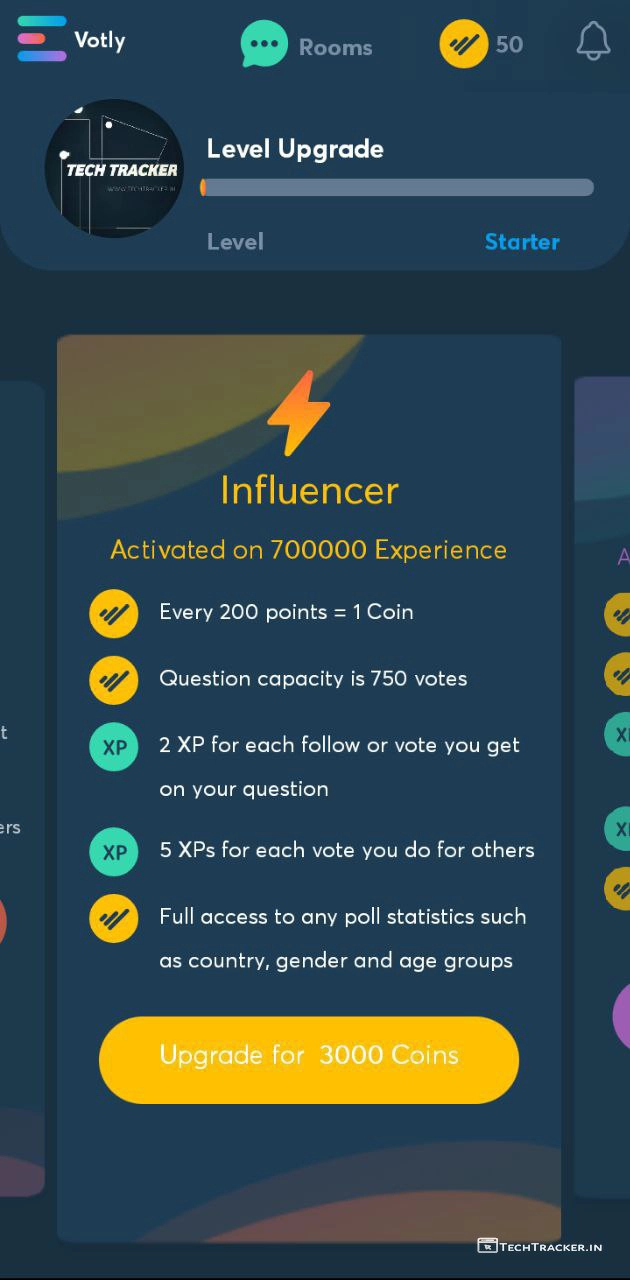 Votly
Rooms
50
TECH TRACKER
WWW.TECHTRACKER.IN
Level Upgrade
Level
Starter
Influencer
Activated on 700000 Experience
Every 200 points = 1 Coin
Question capacity is 750 votes
XP
2 XP for each follow or vote you get
on your question
XP
5 XPs for each vote you do for others
Full access to any poll statistics such
as country, gender and age groups
Upgrade for 3000 Coins
t
ers
A
TECHTRACKER.IN